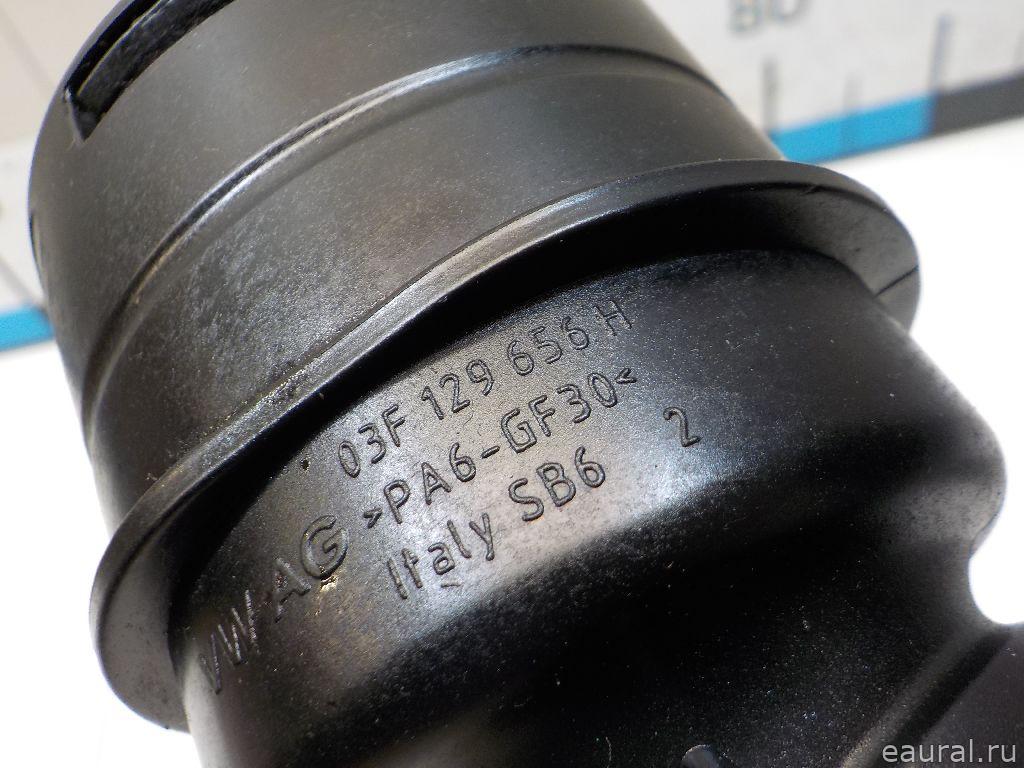 03F 129 656 H
VW AG >PA6-GF30<
Italy SB6 2
eaural.ru